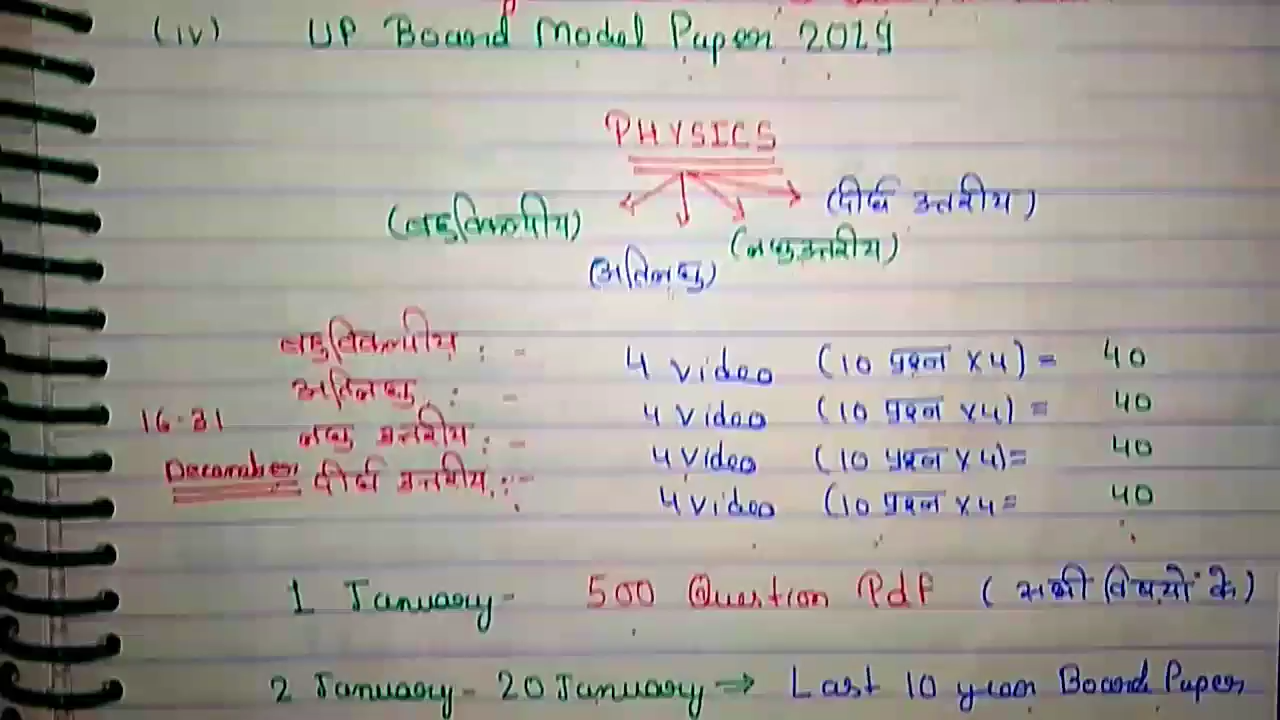 (iv) UP Board Model Paper 2019
PHYSICS
(बहुविकल्पीय)
(अतिलघु)
(लघुउत्तरीय)
(दीर्घ उत्तरीय)
बहुविकल्पीय : - 4 video (10 प्रश्न x4) = 40
अतिलघु : - 4 video (10 प्रश्न x4) = 40
16-31 लघु उत्तरीय : - 4 video (10 प्रश्न x4)= 40
December दीर्घ उत्तरीय : - 4 video (10 प्रश्न x4= 40
1 January - 500 Question Pdf (सभी विषयों के)
2 January - 20 January → Last 10 year Board Paper